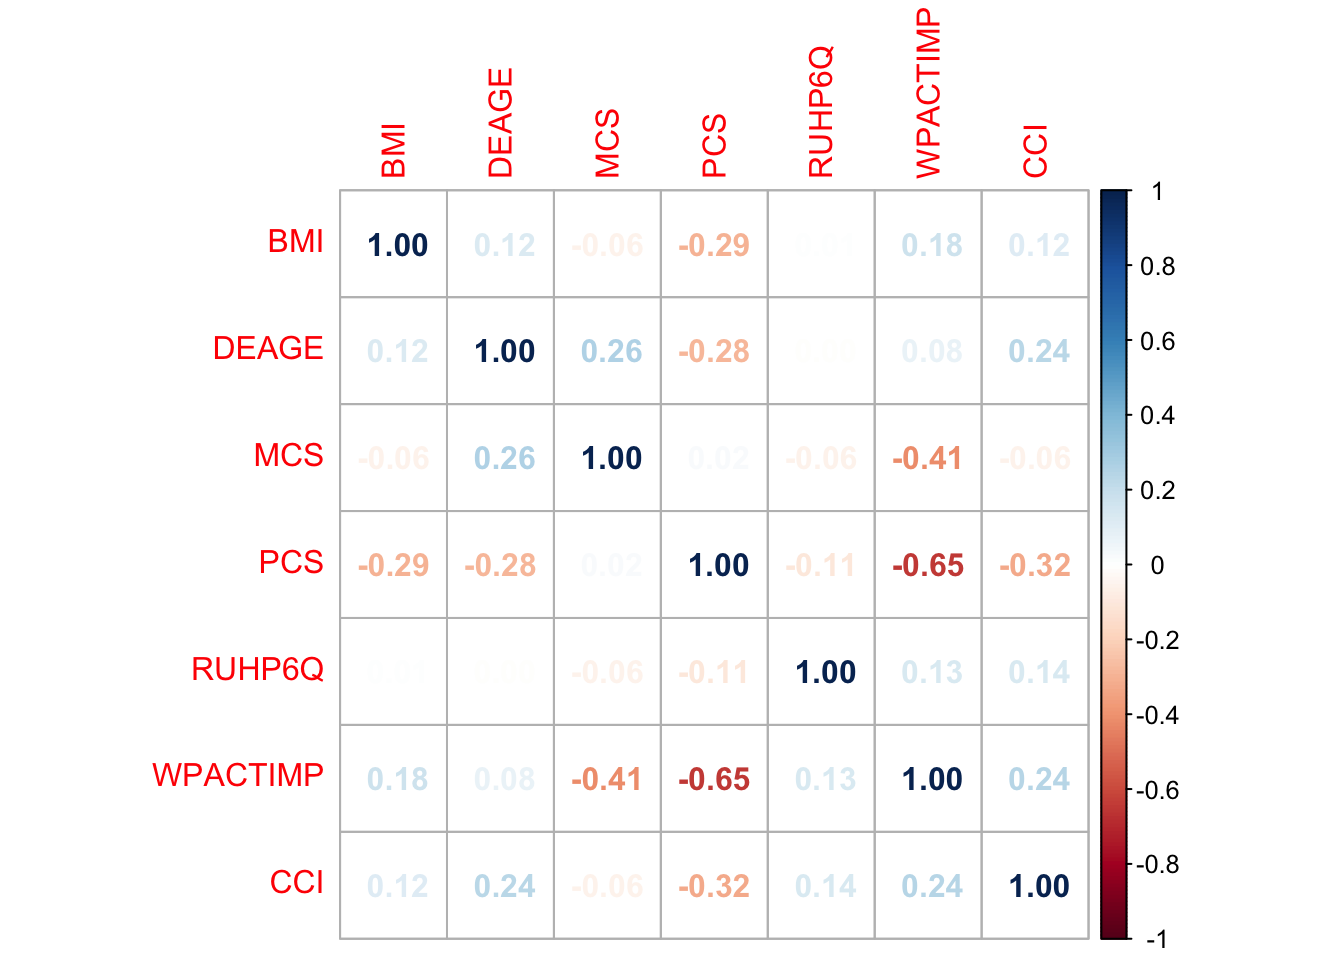 BMI DEAGE MCS PCS RUHP6Q WPACTIMP CCI
BMI 1.00 0.12 -0.06 -0.29 0.18 0.12
DEAGE 0.12 1.00 0.26 -0.28 0.08 0.24
MCS -0.06 0.26 1.00 0.02 -0.06 -0.41 -0.06
PCS -0.29 -0.28 0.02 1.00 -0.11 -0.65 -0.32
RUHP6Q -0.06 -0.11 1.00 0.13 0.14
WPACTIMP 0.18 0.08 -0.41 -0.65 0.13 1.00 0.24
CCI 0.12 0.24 -0.06 -0.32 0.14 0.24 1.00
1
0.8
0.6
0.4
0.2
0
-0.2
-0.4
-0.6
-0.8
-1